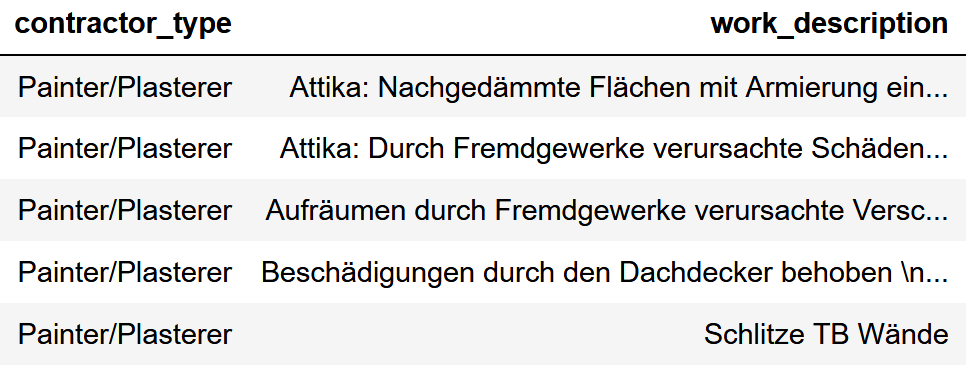 contractor_type work_description
Painter/Plasterer Attika: Nachgedämmte Flächen mit Armierung ein...
Painter/Plasterer Attika: Durch Fremdgewerke verursachte Schäden...
Painter/Plasterer Aufräumen durch Fremdgewerke verursachte Versc...
Painter/Plasterer Beschädigungen durch den Dachdecker behoben \n...
Painter/Plasterer Schlitze TB Wände